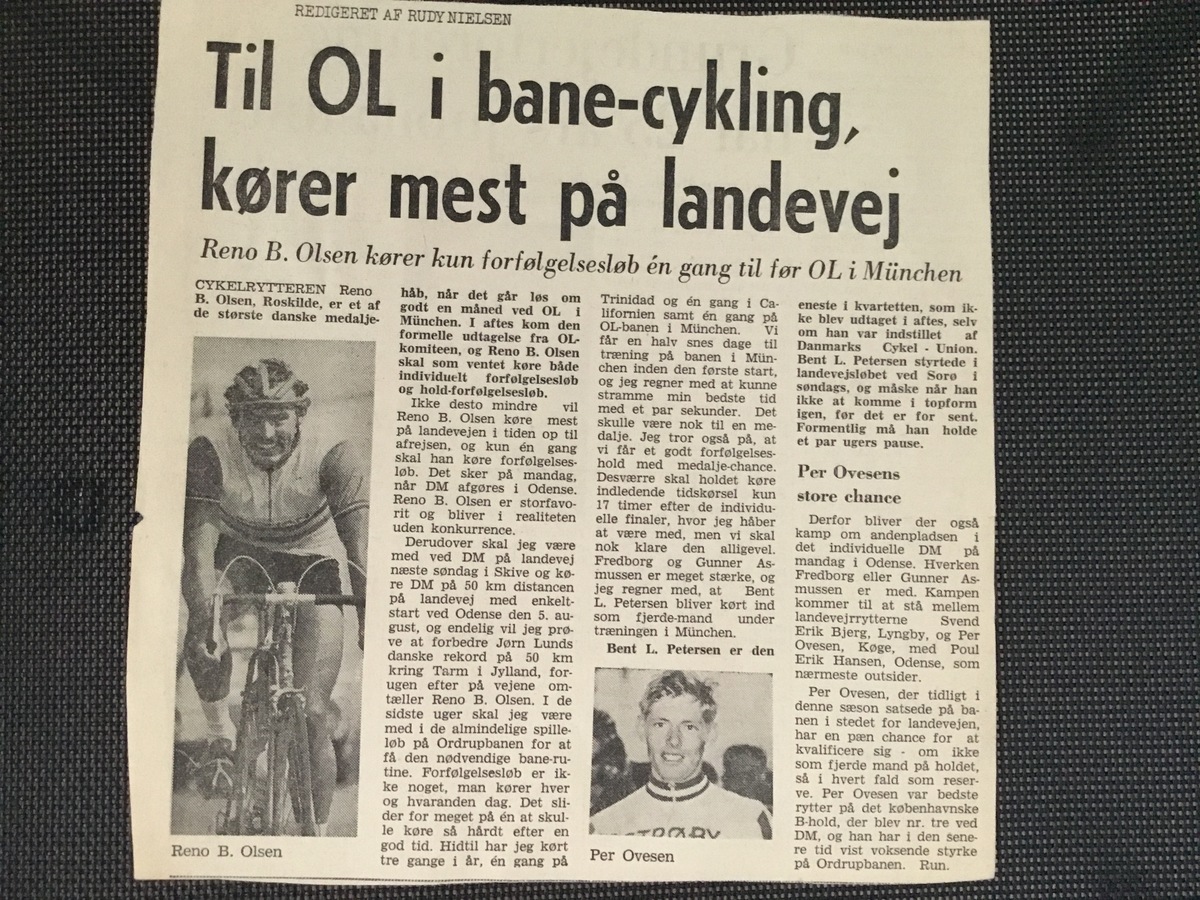 REDIGERET AF RUDY NIELSEN
Til OL i bane-cykling,
kører mest på landevej
Reno B. Olsen kører kun forfølgelsesløb én gang til før OL i München
CYKELRYTTEREN Reno
B. Olsen, Roskilde, er et af
de største danske medalje-
håb, når det går løs om
godt en måned ved OL i
München. I aftes kom den
formelle udtagelse fra OL-
komiteen, og Reno B. Olsen
skal som ventet køre både
individuelt forfølgelsesløb
og hold-forfølgelsesløb.
Ikke desto mindre vil
Reno B. Olsen køre mest
på landevejen i tiden op til
afrejsen, og kun én gang
skal han køre forfølgelses-
løb. Det sker på mandag,
når DM afgøres i Odense.
Reno B. Olsen er storfavo-
rit og bliver i realiteten
uden konkurrence.
Derudover skal jeg være
med ved DM på landevej
næste søndag i Skive og kø-
re DM på 50 km distancen
på landevej med enkelt-
start ved Odense den 5. au-
gust, og endelig vil jeg prø-
ve at forbedre Jørn Lunds
danske rekord på 50 km
kring Tarm i Jylland, for-
ugen efter på vejene om-
tæller Reno B. Olsen. I de
sidste uger skal jeg være
med i de almindelige spille-
løb på Ordrupbanen for at
få den nødvendige bane-ru-
tine. Forfølgelsesløb er ik-
ke noget, man kører hver
og hvaranden dag. Det sli-
der for meget på én at skul-
le køre så hårdt efter en
god tid. Hidtil har jeg kørt
tre gange i år, én gang på
Trinidad og én gang i Ca-
lifornien samt én gang på
OL-banen i München. Vi
får en halv snes dage til
træning på banen i Mün-
chen inden den første start,
og jeg regner med at kunne
stramme min bedste tid
med et par sekunder. Det
skulle være nok til en me-
dalje. Jeg tror også på, at
vi får et godt forfølgelses-
hold med medalje-chance.
Desværre skal holdet køre
indledende tidskørsel kun
17 timer efter de individu-
elle finaler, hvor jeg håber
at være med, men vi skal
nok klare den alligevel.
Fredborg og Gunner As-
mussen er meget stærke, og
jeg regner med, at Bent
L. Petersen bliver kørt ind
som fjerde-mand under
træningen i München.
Bent L. Petersen er den
eneste i kvartetten, som ik-
ke blev udtaget i aftes, selv
om han var indstillet af
Danmarks Cykel - Union.
Bent L. Petersen styrtede i
landevejsløbet ved Sorø i
søndags, og måske når han
ikke at komme i topform
igen, før det er for sent.
Formentlig må han holde
et par ugers pause.
Per Ovesens
store chance
Derfor bliver der også
kamp om andenpladsen i
det individuelle DM på
mandag i Odense. Hverken
Fredborg eller Gunner As-
mussen er med. Kampen
kommer til at stå mellem
landevejrrytterne Svend
Erik Bjerg, Lyngby, og Per
Ovesen, Køge, med Poul
Erik Hansen, Odense, som
nærmeste outsider.
Per Ovesen, der tidligt i
denne sæson satsede på ba-
nen i stedet for landevejen,
har en pæn chance for at
kvalificere sig - om ikke
som fjerde mand på holdet,
så i hvert fald som reser-
ve. Per Ovesen var bedste
rytter på det københavnske
B-hold, der blev nr. tre ved
DM, og han har i den sene-
re tid vist voksende styrke
på Ordrupbanen. Run.
STRØBY
Reno B. Olsen
Per Ovesen